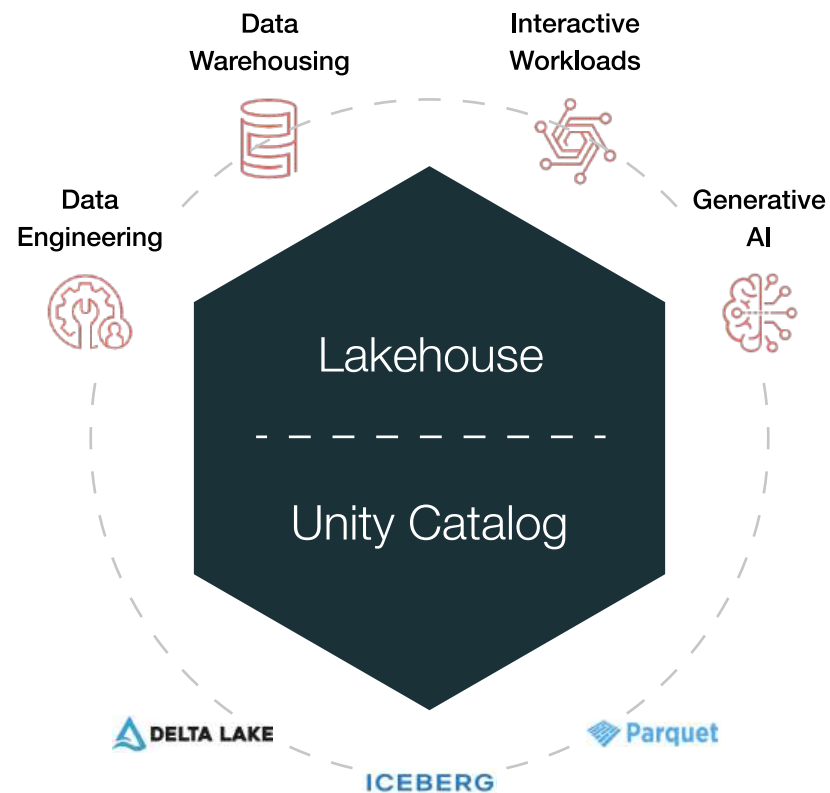 Data
Warehousing
Interactive
Workloads
Data
Engineering
Generative
AI
Lakehouse
Unity Catalog
DELTA LAKE
Parquet
ICEBERG